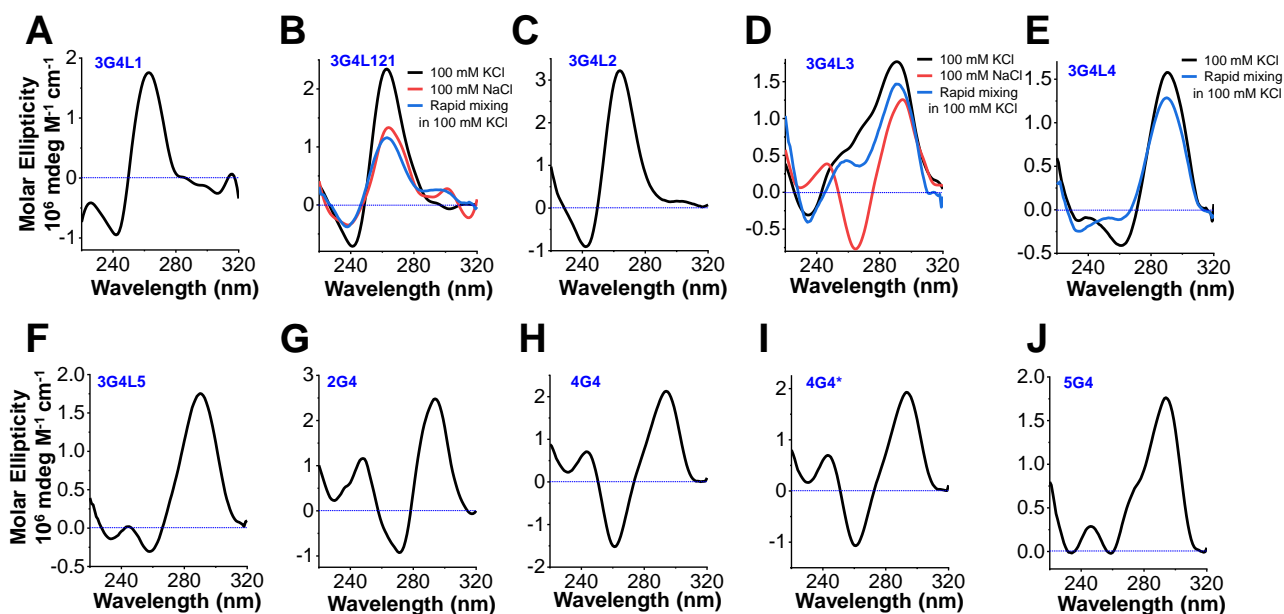 A
3G4L1
B
3G4L121
100 mM KCl
100 mM NaCl
Rapid mixing
in 100 mM KCl
C
3G4L2
D
3G4L3
100 mM KCl
100 mM NaCl
Rapid mixing
in 100 mM KCl
E
3G4L4
100 mM KCl
Rapid mixing
in 100 mM KCl
Molar Ellipticity
10⁶ mdeg M⁻¹ cm⁻¹
2
1
0
-1
240 280 320
Wavelength (nm)
2
1
0
240 280 320
Wavelength (nm)
3
2
1
0
-1
240 280 320
Wavelength (nm)
1.5
1.0
0.5
0.0
-0.5
240 280 320
Wavelength (nm)
1.5
1.0
0.5
0.0
-0.5
240 280 320
Wavelength (nm)
F
3G4L5
G
2G4
H
4G4
I
4G4*
J
5G4
Molar Ellipticity
10⁶ mdeg M⁻¹ cm⁻¹
2.0
1.5
1.0
0.5
0.0
-0.5
240 280 320
Wavelength (nm)
3
2
1
0
-1
240 280 320
Wavelength (nm)
2
1
0
-1
-2
240 280 320
Wavelength (nm)
2
1
0
-1
240 280 320
Wavelength (nm)
2.0
1.5
1.0
0.5
0.0
240 280 320
Wavelength (nm)